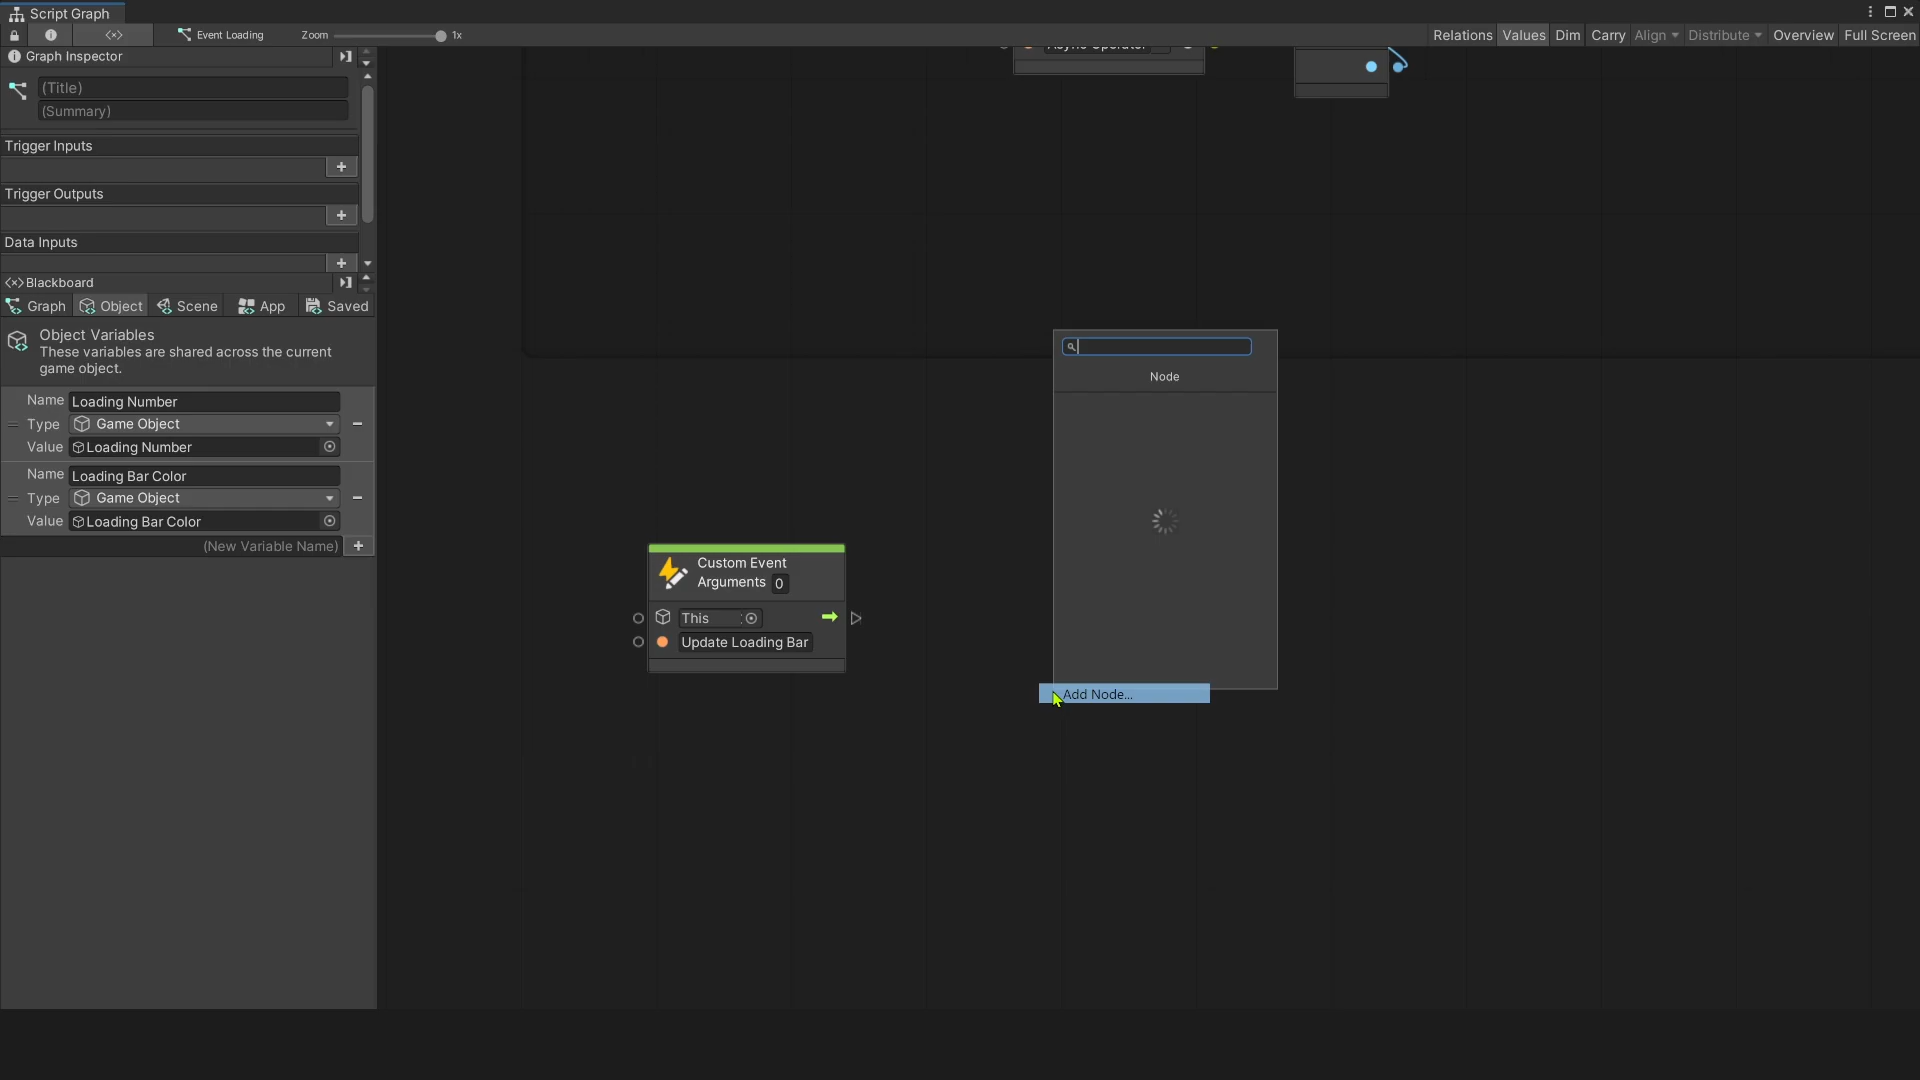 Script Graph
Event Loading Zoom 1x Relations Values Dim Carry Align Distribute Overview Full Screen
Graph Inspector
(Title)
(Summary)
Trigger Inputs
Trigger Outputs
Data Inputs
Blackboard
Graph Object Scene App Saved
Object Variables
These variables are shared across the current
game object.
Name Loading Number
Type Game Object
Value Loading Number
Name Loading Bar Color
Type Game Object
Value Loading Bar Color
(New Variable Name)
Async Operator
Node
Custom Event
Arguments 0
This
Update Loading Bar
Add Node...